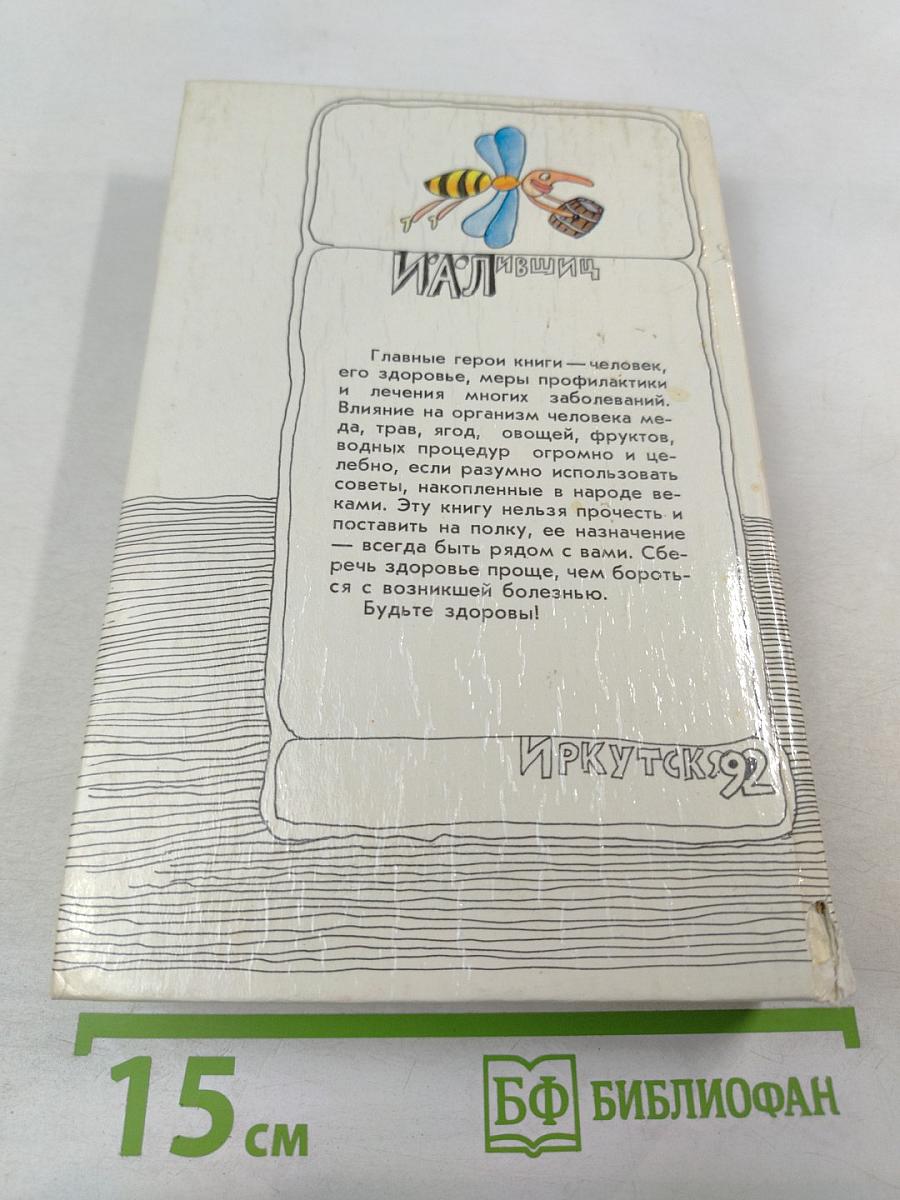 И.А.Лившиц
Главные герои книги — человек,
его здоровье, меры профилактики
и лечения многих заболеваний.
Влияние на организм человека ме-
да, трав, ягод, овощей, фруктов,
водных процедур огромно и це-
лебно, если разумно использовать
советы, накопленные в народе ве-
ками. Эту книгу нельзя прочесть и
поставить на полку, ее назначение
— всегда быть рядом с вами. Сбе-
речь здоровье проще, чем бороть-
ся с возникшей болезнью.
Будьте здоровы!
Иркутск 92
15 см
БФ БИБЛИОФАН